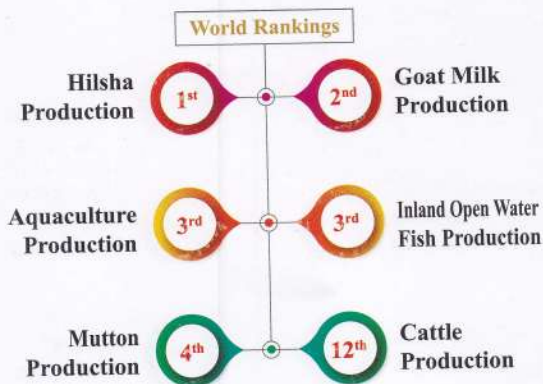 World Rankings
Hilsha
Production
1st
2nd
Goat Milk
Production
Aquaculture
Production
3rd
3rd
Inland Open Water
Fish Production
Mutton
Production
4th
12th
Cattle
Production